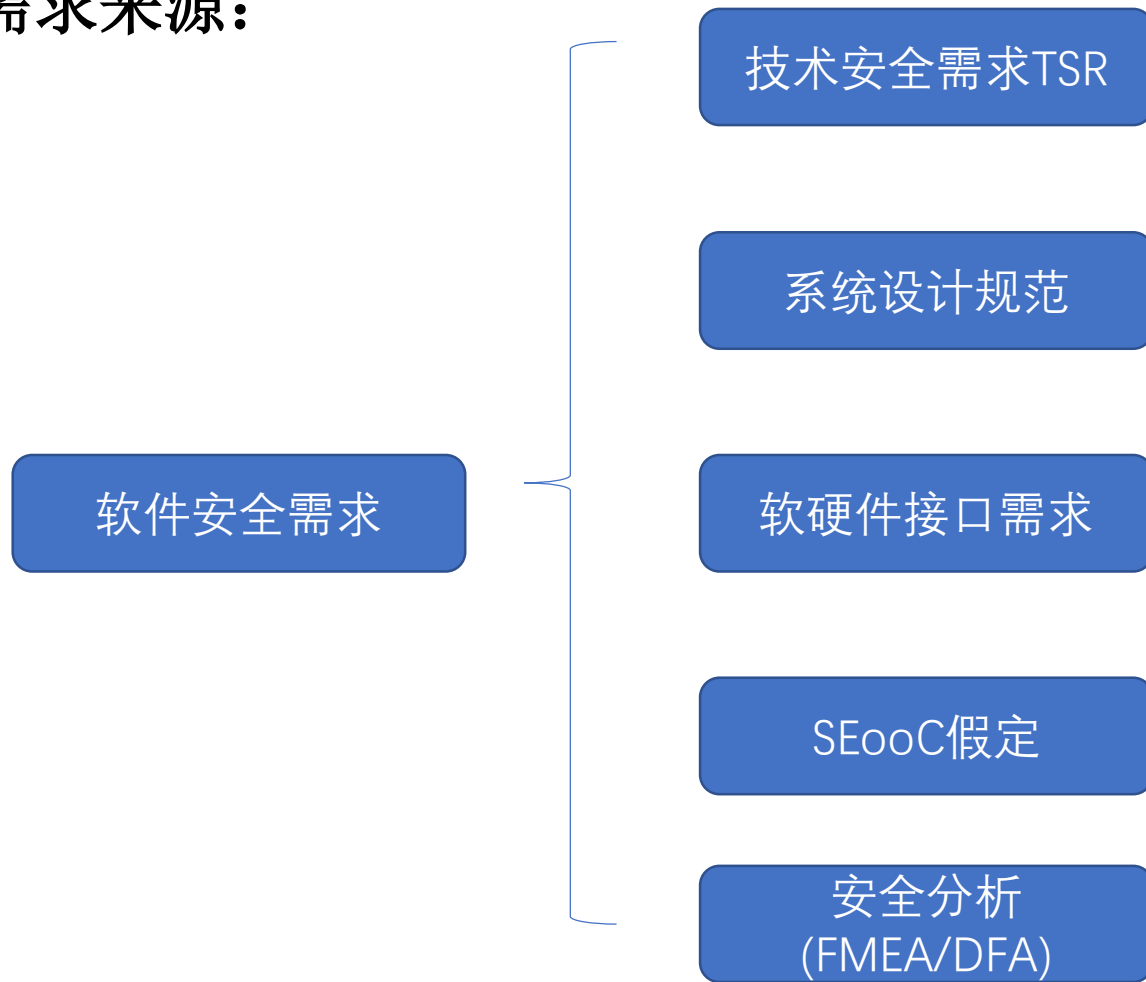 需求来源：
技术安全需求TSR
系统设计规范
软件安全需求
软硬件接口需求
SEooC假定
安全分析
(FMEA/DFA)